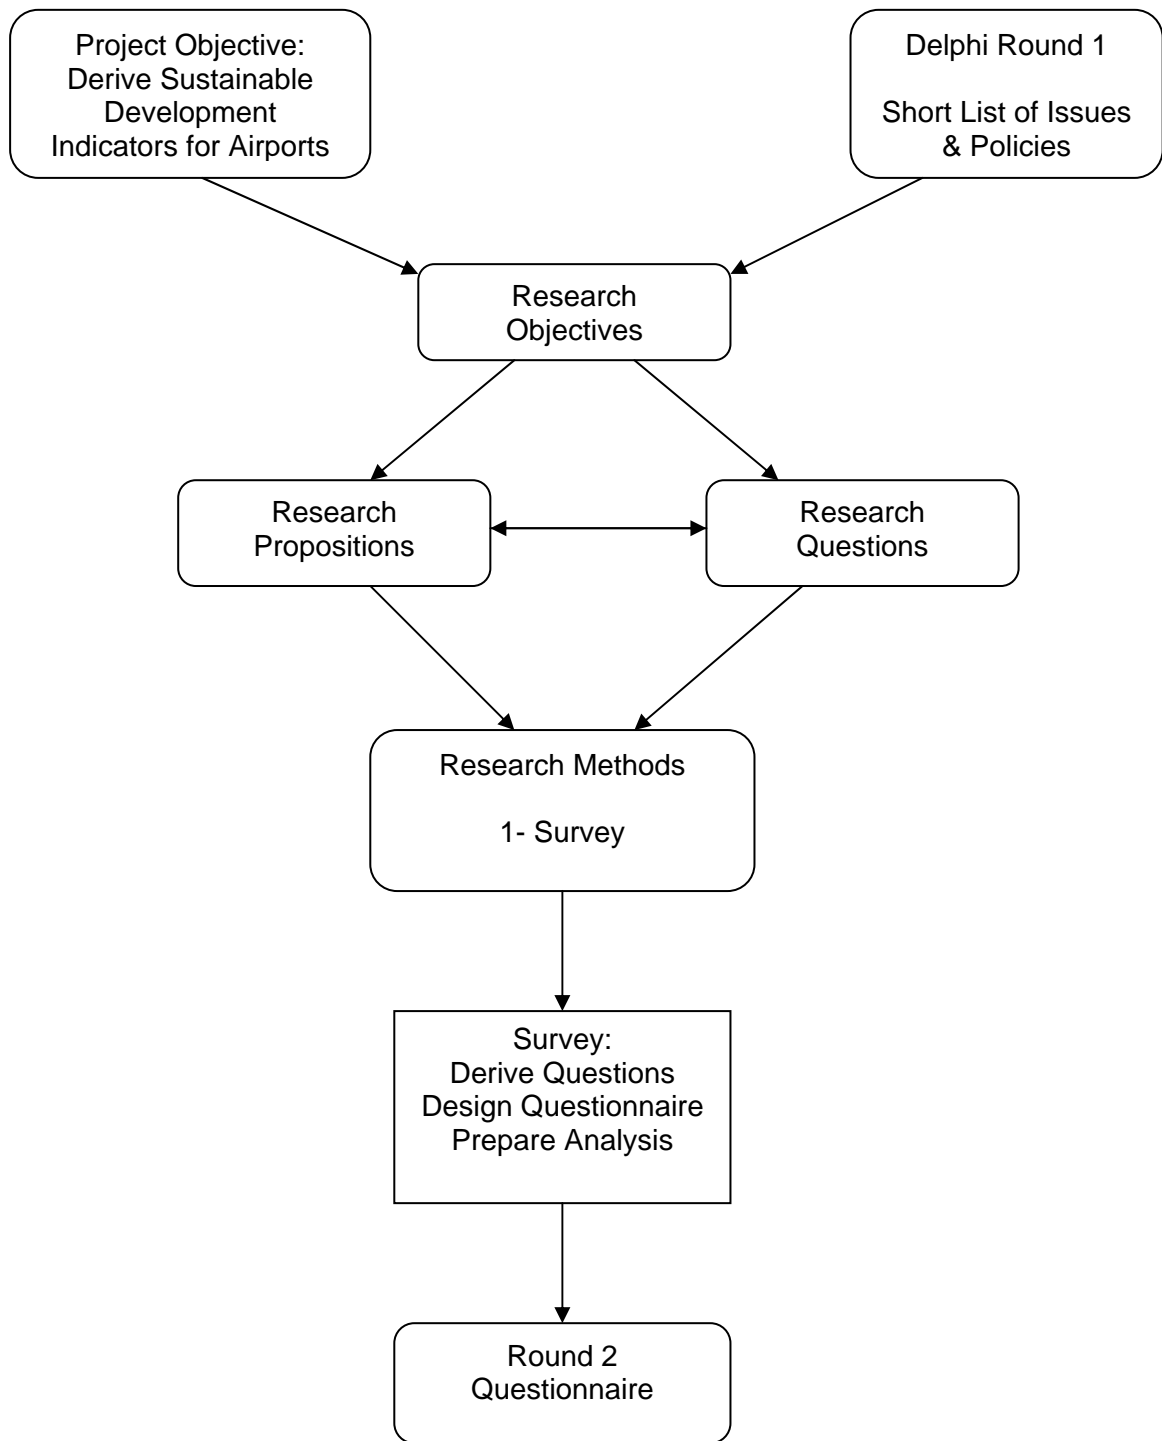 Project Objective:
Derive Sustainable
Development
Indicators for Airports
Delphi Round 1
Short List of Issues
& Policies
Research
Objectives
Research
Propositions
Research
Questions
Research Methods
1- Survey
Survey:
Derive Questions
Design Questionnaire
Prepare Analysis
Round 2
Questionnaire